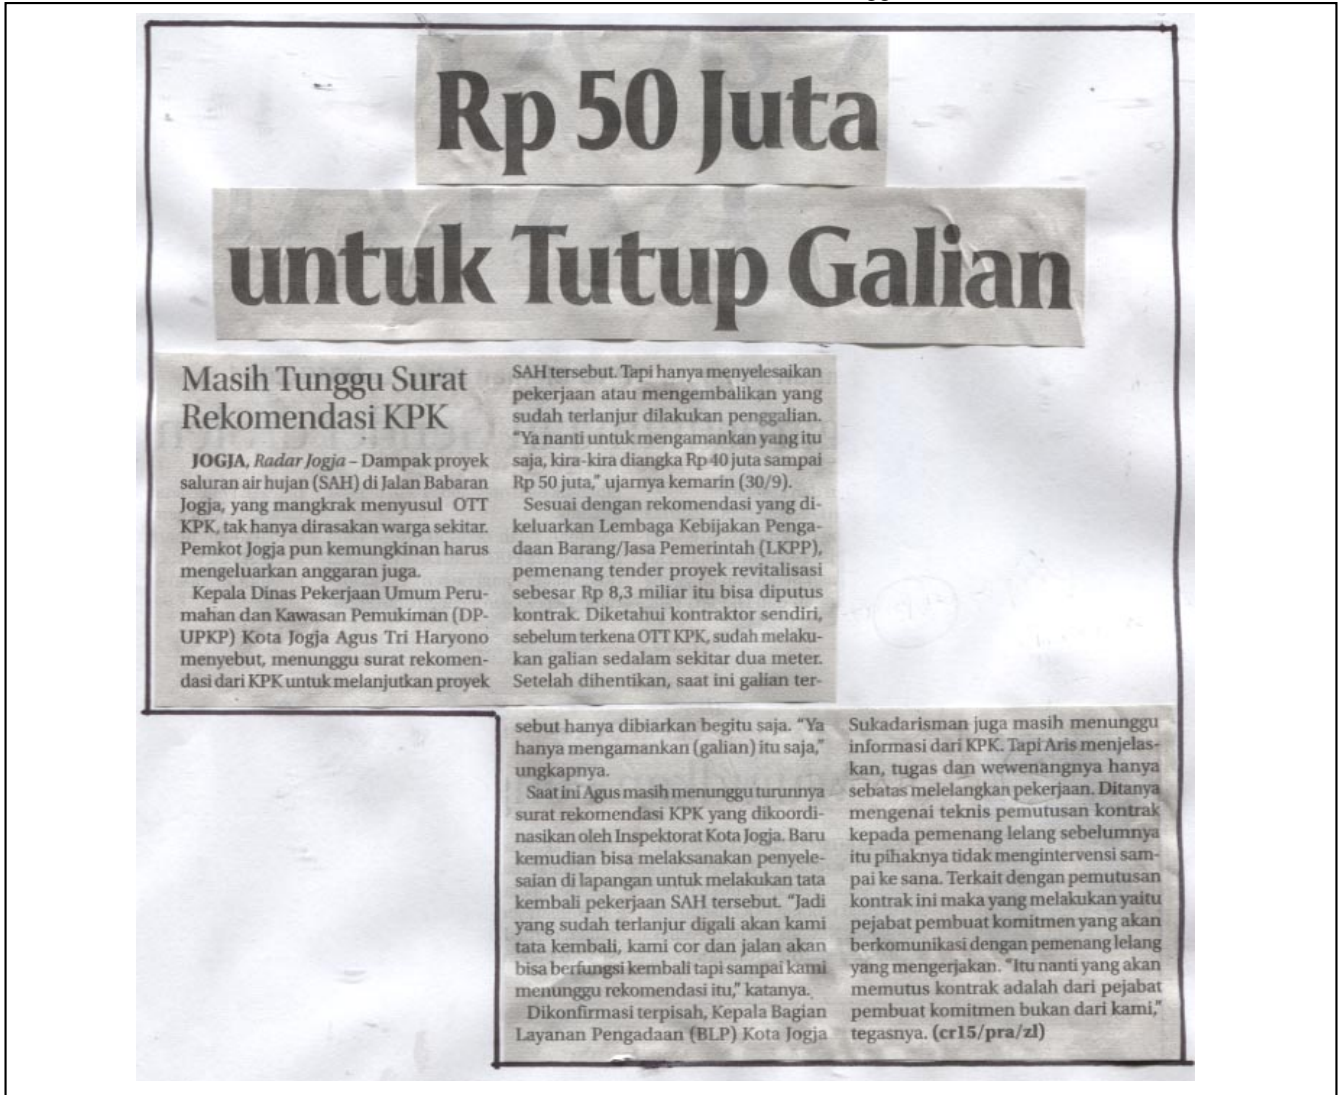 Rp 50 Juta
untuk Tutup Galian
Masih Tunggu Surat
Rekomendasi KPK
JOGJA, Radar Jogja – Dampak proyek
saluran air hujan (SAH) di Jalan Babaran
Jogja, yang mangkrak menyusul OTT
KPK, tak hanya dirasakan warga sekitar.
Pemkot Jogja pun kemungkinan harus
mengeluarkan anggaran juga.
Kepala Dinas Pekerjaan Umum Peru-
mahan dan Kawasan Pemukiman (DP-
UPKP) Kota Jogja Agus Tri Haryono
menyebut, menunggu surat rekomen-
dasi dari KPK untuk melanjutkan proyek
SAH tersebut. Tapi hanya menyelesaikan
pekerjaan atau mengembalikan yang
sudah terlanjur dilakukan penggalian.
“Ya nanti untuk mengamankan yang itu
saja, kira-kira diangka Rp 40 juta sampai
Rp 50 juta,” ujarnya kemarin (30/9).
Sesuai dengan rekomendasi yang di-
keluarkan Lembaga Kebijakan Penga-
daan Barang/Jasa Pemerintah (LKPP),
pemenang tender proyek revitalisasi
sebesar Rp 8,3 miliar itu bisa diputus
kontrak. Diketahui kontraktor sendiri,
sebelum terkena OTT KPK, sudah melaku-
kan galian sedalam sekitar dua meter.
Setelah dihentikan, saat ini galian ter-
sebut hanya dibiarkan begitu saja. “Ya
hanya mengamankan (galian) itu saja,”
ungkapnya.
Saat ini Agus masih menunggu turunnya
surat rekomendasi KPK yang dikoordi-
nasikan oleh Inspektorat Kota Jogja. Baru
kemudian bisa melaksanakan penyele-
saian di lapangan untuk melakukan tata
kembali pekerjaan SAH tersebut. “Jadi
yang sudah terlanjur digali akan kami
tata kembali, kami cor dan jalan akan
bisa berfungsi kembali tapi sampai kami
menunggu rekomendasi itu,” katanya.
Dikonfirmasi terpisah, Kepala Bagian
Layanan Pengadaan (BLP) Kota Jogja
Sukadarisman juga masih menunggu
informasi dari KPK. Tapi Aris menjelas-
kan, tugas dan wewenangnya hanya
sebatas melelangkan pekerjaan. Ditanya
mengenai teknis pemutusan kontrak
kepada pemenang lelang sebelumnya
itu pihaknya tidak mengintervensi sam-
pai ke sana. Terkait dengan pemutusan
kontrak ini maka yang melakukan yaitu
pejabat pembuat komitmen yang akan
berkomunikasi dengan pemenang lelang
yang mengerjakan. “Itu nanti yang akan
memutus kontrak adalah dari pejabat
pembuat komitmen bukan dari kami,”
tegasnya. (cr15/pra/zl)